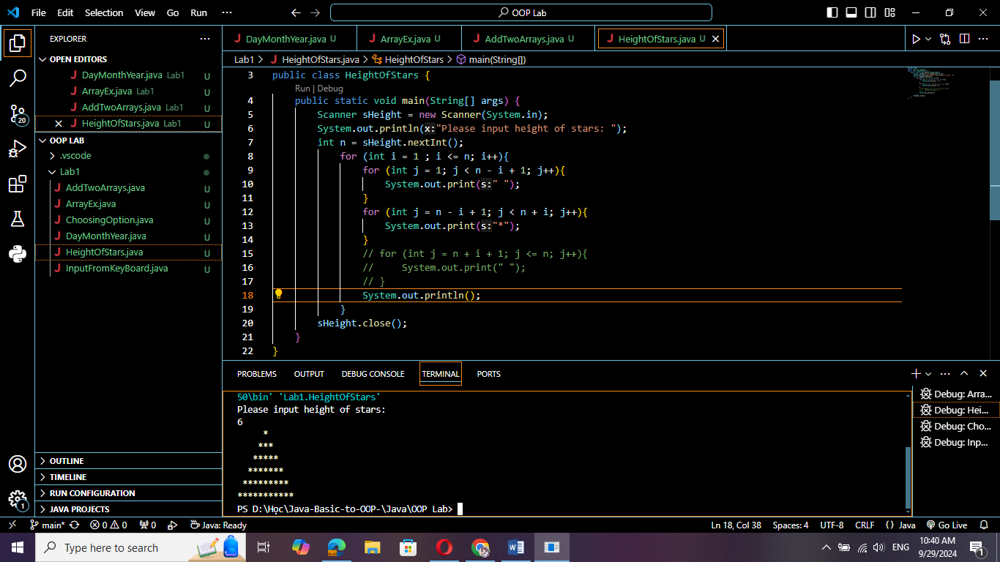 File Edit Selection View Go Run ··· OOP Lab
EXPLORER ···
OPEN EDITORS
DayMonthYear.java Lab1 U
ArrayEx.java Lab1 U
AddTwoArrays.java Lab1 U
HeightOfStars.java Lab1 U
OOP LAB
.vscode
Lab1
AddTwoArrays.java U
ArrayEx.java U
ChoosingOption.java U
DayMonthYear.java U
HeightOfStars.java U
InputFromKeyBoard.java U
OUTLINE
TIMELINE
RUN CONFIGURATION
JAVA PROJECTS
20
1
DayMonthYear.java U ArrayEx.java U AddTwoArrays.java U HeightOfStars.java U
Lab1 > HeightOfStars.java > HeightOfStars > main(String[])
3 public class HeightOfStars {
Run | Debug
4 public static void main(String[] args) {
5 Scanner sHeight = new Scanner(System.in);
6 System.out.println(x:"Please input height of stars: ");
7 int n = sHeight.nextInt();
8 for (int i = 1 ; i <= n; i++){
9 for (int j = 1; j < n - i + 1; j++){
10 System.out.print(s:" ");
11 }
12 for (int j = n - i + 1; j < n + i; j++){
13 System.out.print(s:"*");
14 }
15 // for (int j = n + i + 1; j <= n; j++){
16 //     System.out.print(" ");
17 // }
18 System.out.println();
19 }
20 sHeight.close();
21 }
22 }
PROBLEMS OUTPUT DEBUG CONSOLE TERMINAL PORTS
50\bin' 'Lab1.HeightOfStars'
Please input height of stars:
6
     *
    ***
   *****
  *******
 *********
***********
PS D:\Học\Java-Basic-to-OOP-\Java\OOP Lab>
Debug: Arra...
Debug: Hei...
Debug: Cho...
Debug: Inp...
main* 0 0 0 Java: Ready Ln 18, Col 38 Spaces: 4 UTF-8 CRLF {} Java Go Live
Type here to search ENG 10:40 AM
9/29/2024
1